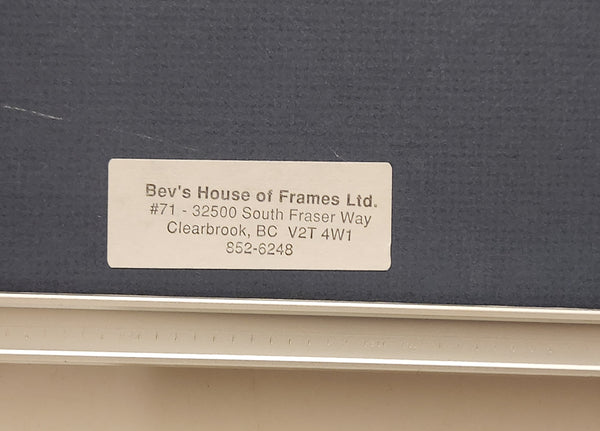 Bev's House of Frames Ltd.
#71 - 32500 South Fraser Way
Clearbrook, BC  V2T 4W1
852-6248